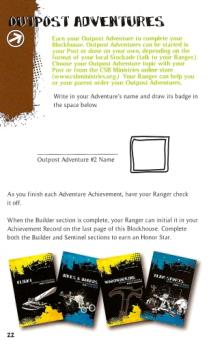 OUTPOST ADVENTURES
Earn your Outpost Adventure to complete your
Blockhouse. Outpost Adventures can be started in
your Post or done on your own, depending on the
format of your local Stockade (talk to your Ranger.)
Choose your Outpost Adventure logbook with your
Post or from the CSB Ministries online store
(www.csbministries.org.) Your Ranger can help you
or your parent order your Outpost Adventures.
Write in your Adventure's name and draw its badge in
the space below.
Outpost Adventure #2 Name
As you finish each Adventure Achievement, have your Ranger check
it off.
When the Builder section is complete, your Ranger can initial it in your
Achievement Record on the last page of this Blockhouse. Complete
both the Builder and Sentinel sections to earn an Honor Star.
22